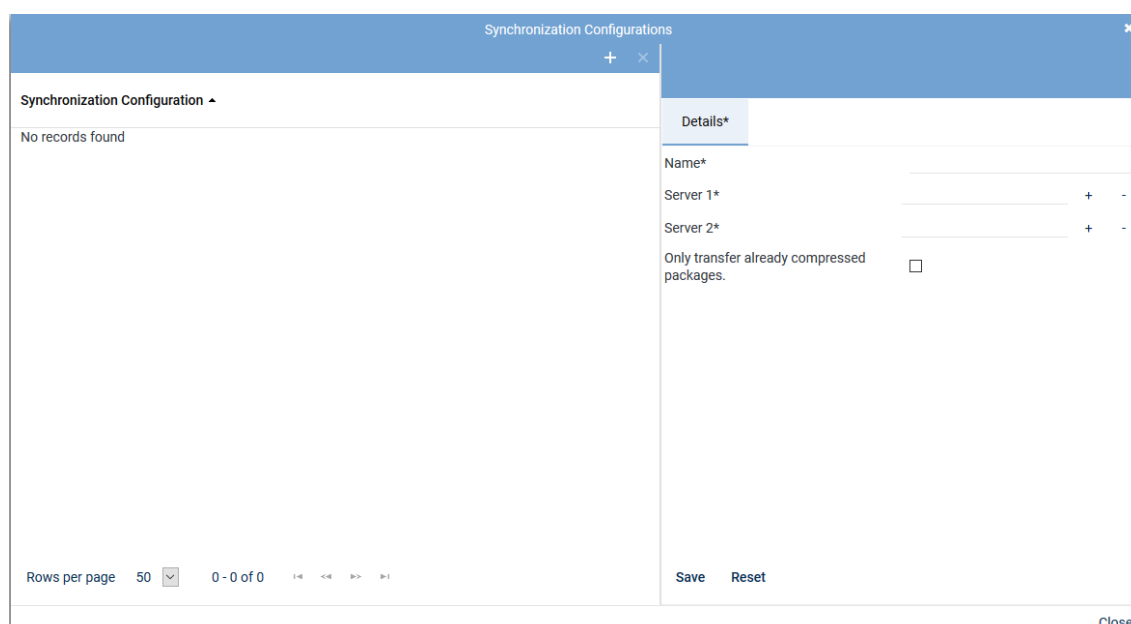 Synchronization Configurations
Synchronization Configuration
No records found
Rows per page 50 0 - 0 of 0
Details*
Name*
Server 1* + -
Server 2* + -
Only transfer already compressed
packages.
Save Reset
Close